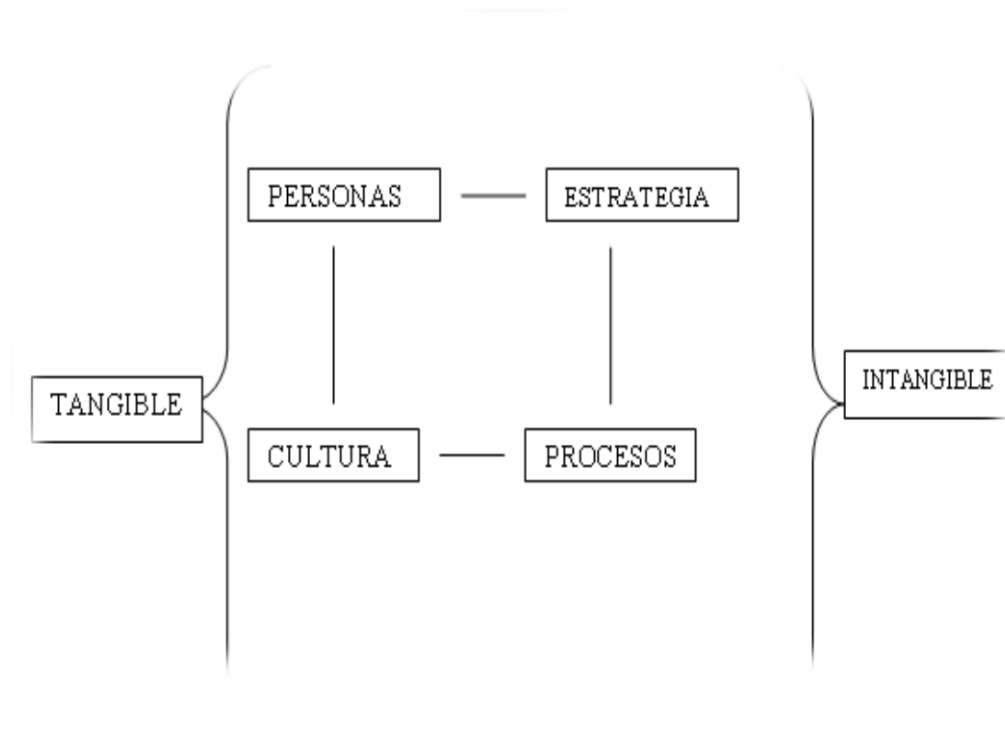 PERSONAS
ESTRATEGIA
TANGIBLE
INTANGIBLE
CULTURA
PROCESOS